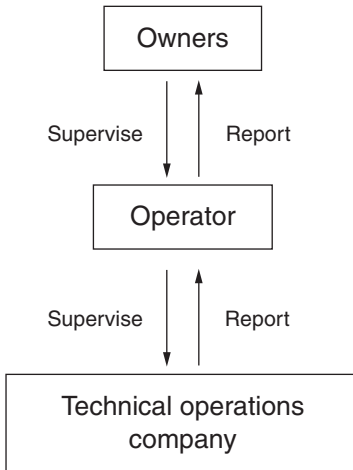 Owners
Supervise Report
Operator
Supervise Report
Technical operations
company